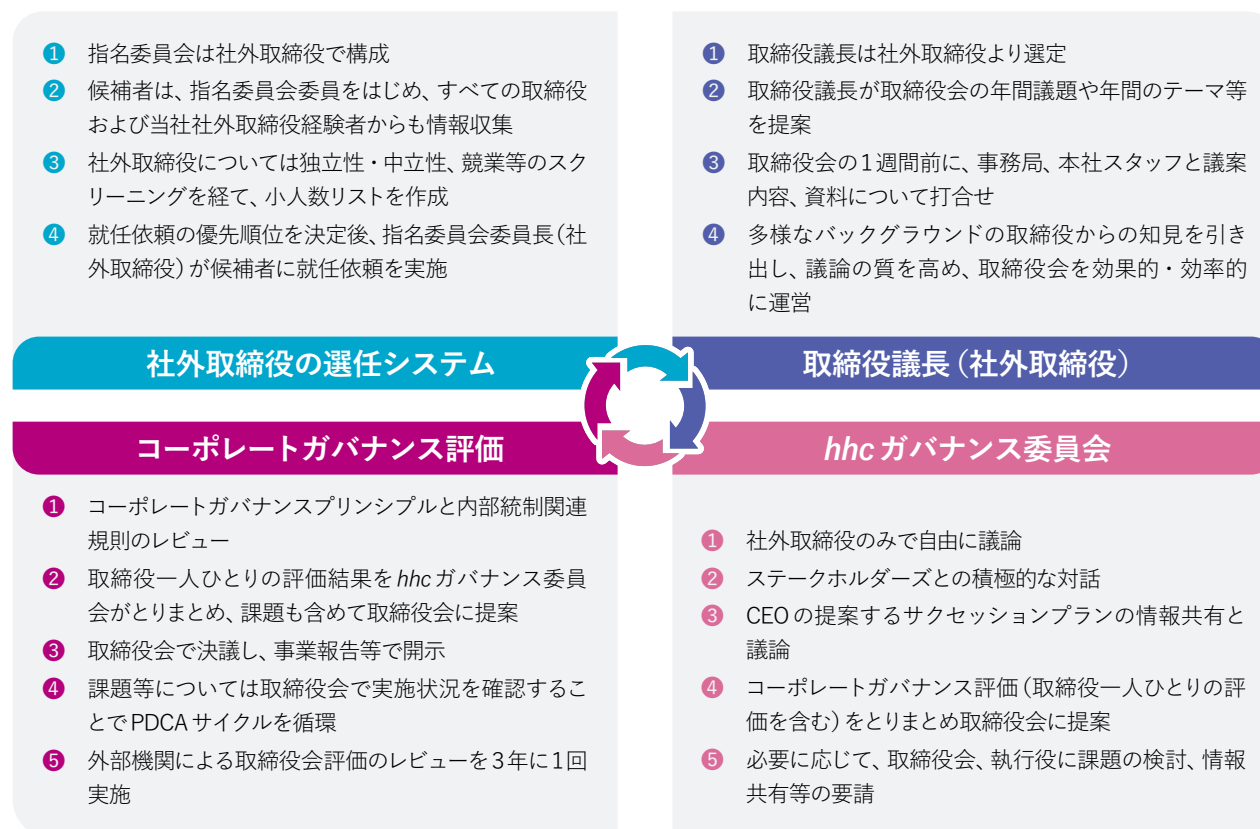 ❶ 指名委員会は社外取締役で構成
❷ 候補者は、指名委員会委員をはじめ、すべての取締役
および当社社外取締役経験者からも情報収集
❸ 社外取締役については独立性・中立性、競業等のスク
リーニングを経て、小人数リストを作成
❹ 就任依頼の優先順位を決定後、指名委員会委員長(社
外取締役)が候補者に就任依頼を実施
社外取締役の選任システム
❶ 取締役議長は社外取締役より選定
❷ 取締役議長が取締役会の年間議題や年間のテーマ等
を提案
❸ 取締役会の1週間前に、事務局、本社スタッフと議案
内容、資料について打合せ
❹ 多様なバックグラウンドの取締役からの知見を引き
出し、議論の質を高め、取締役会を効果的・効率的
に運営
取締役議長(社外取締役)
コーポレートガバナンス評価
❶ コーポレートガバナンスプリンシプルと内部統制関連
規則のレビュー
❷ 取締役一人ひとりの評価結果をhhcガバナンス委員
会がとりまとめ、課題も含めて取締役会に提案
❸ 取締役会で決議し、事業報告等で開示
❹ 課題等については取締役会で実施状況を確認するこ
とでPDCAサイクルを循環
❺ 外部機関による取締役会評価のレビューを3年に1回
実施
hhcガバナンス委員会
❶ 社外取締役のみで自由に議論
❷ ステークホルダーズとの積極的な対話
❸ CEOの提案するサクセッションプランの情報共有と
議論
❹ コーポレートガバナンス評価(取締役一人ひとりの評
価を含む)をとりまとめ取締役会に提案
❺ 必要に応じて、取締役会、執行役に課題の検討、情報
共有等の要請